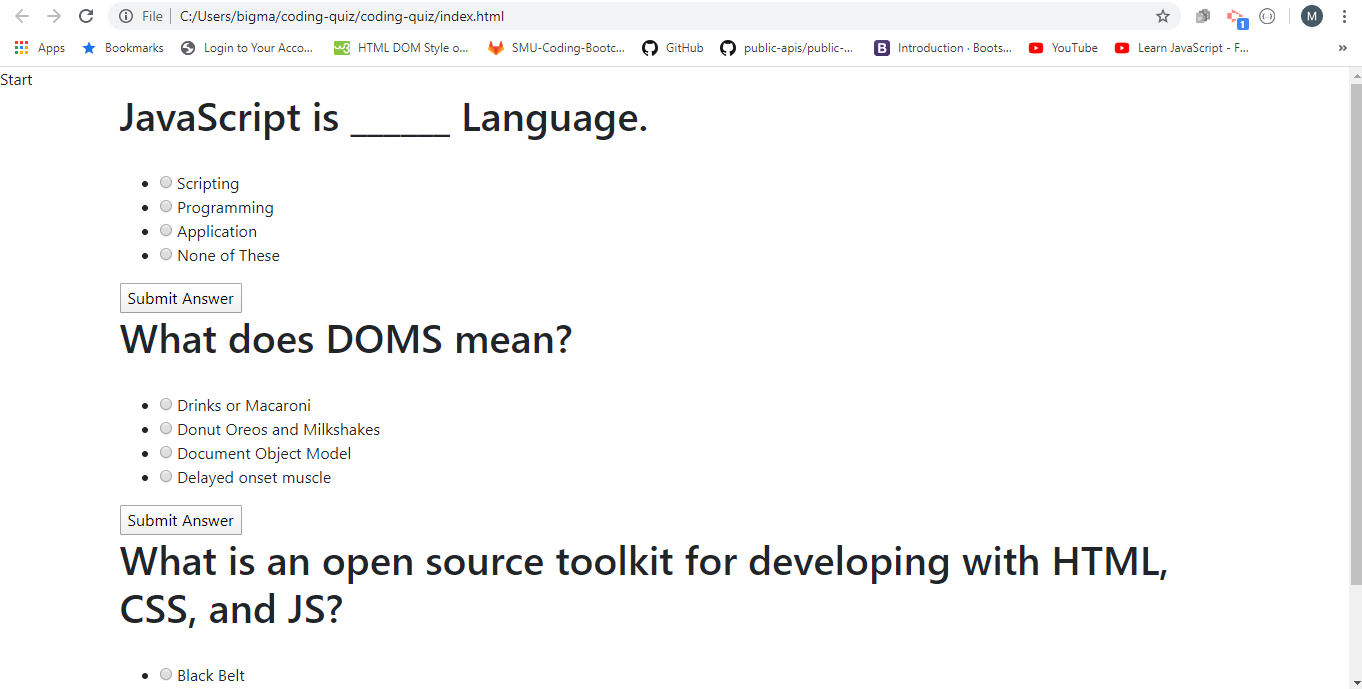 File | C:/Users/bigma/coding-quiz/coding-quiz/index.html M
Apps Bookmarks Login to Your Acco... W3 HTML DOM Style o... SMU-Coding-Bootc... GitHub public-apis/public-... B Introduction · Boots... YouTube Learn JavaScript - F... »
1
Start
JavaScript is ______ Language.
Scripting
Programming
Application
None of These
Submit Answer
What does DOMS mean?
Drinks or Macaroni
Donut Oreos and Milkshakes
Document Object Model
Delayed onset muscle
Submit Answer
What is an open source toolkit for developing with HTML,
CSS, and JS?
Black Belt